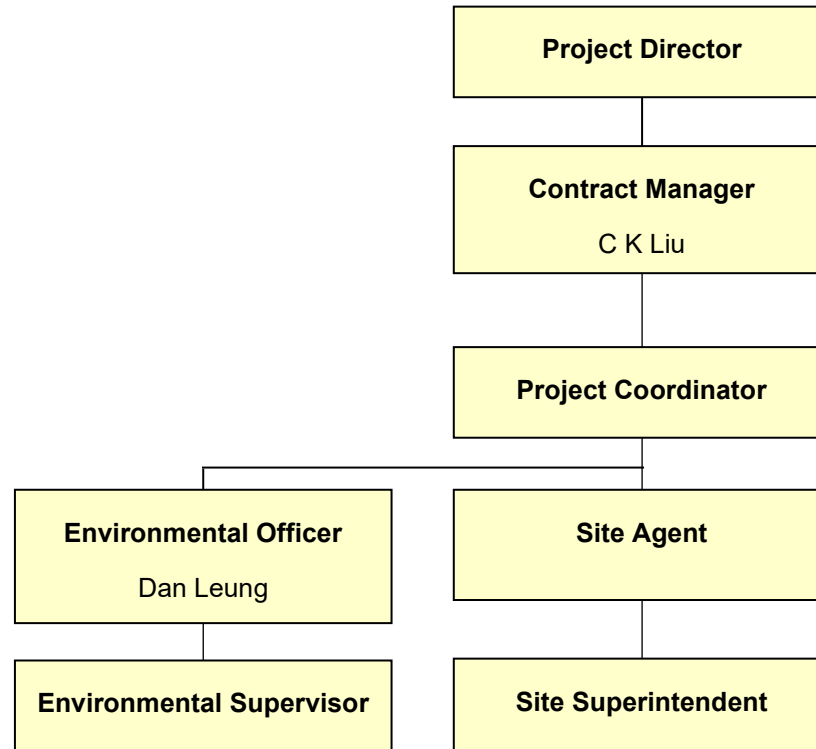 Project Director
Contract Manager
C K Liu
Project Coordinator
Environmental Officer
Dan Leung
Site Agent
Environmental Supervisor
Site Superintendent